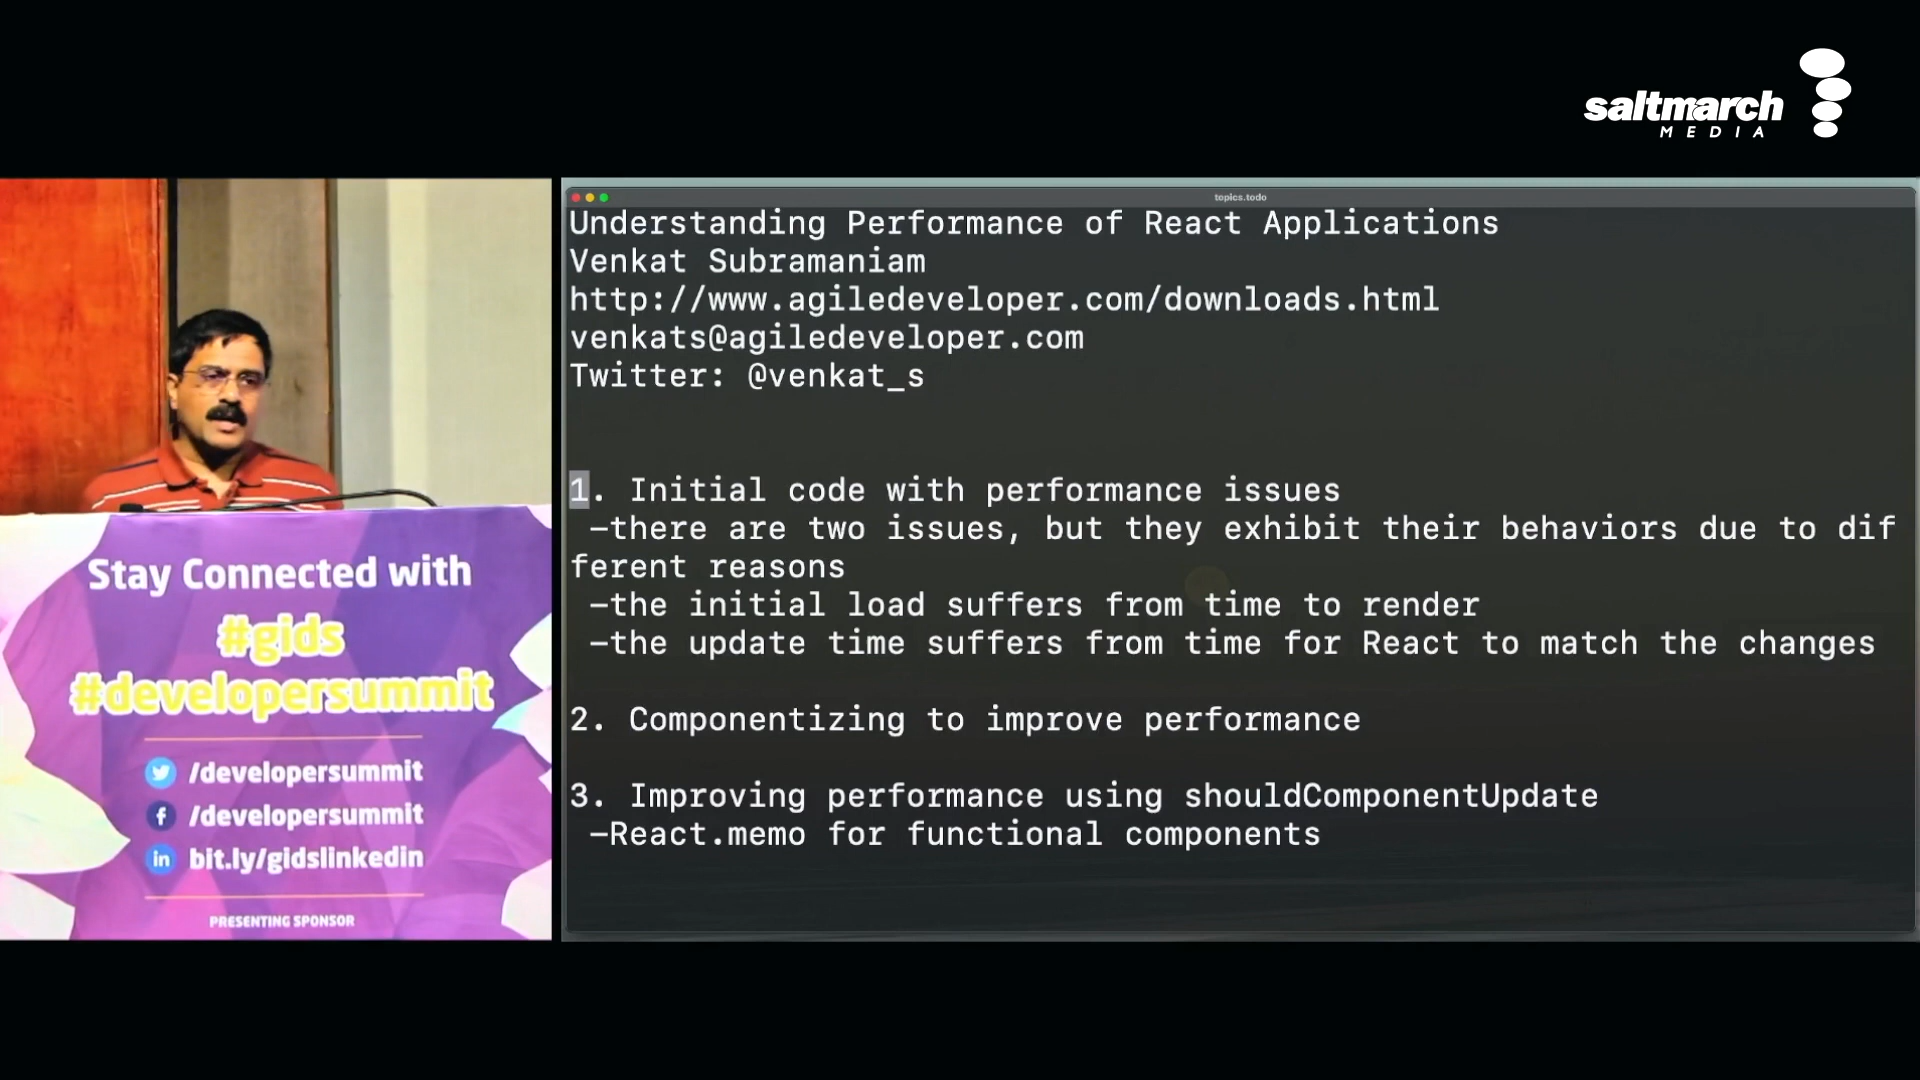 saltmarch
MEDIA
topics.todo
Understanding Performance of React Applications
Venkat Subramaniam
http://www.agiledeveloper.com/downloads.html
venkats@agiledeveloper.com
Twitter: @venkat_s
1. Initial code with performance issues
-there are two issues, but they exhibit their behaviors due to dif
ferent reasons
-the initial load suffers from time to render
-the update time suffers from time for React to match the changes
2. Componentizing to improve performance
3. Improving performance using shouldComponentUpdate
-React.memo for functional components
Stay Connected with
#gids
#developersummit
/developersummit
f /developersummit
in bit.ly/gidslinkedin
PRESENTING SPONSOR